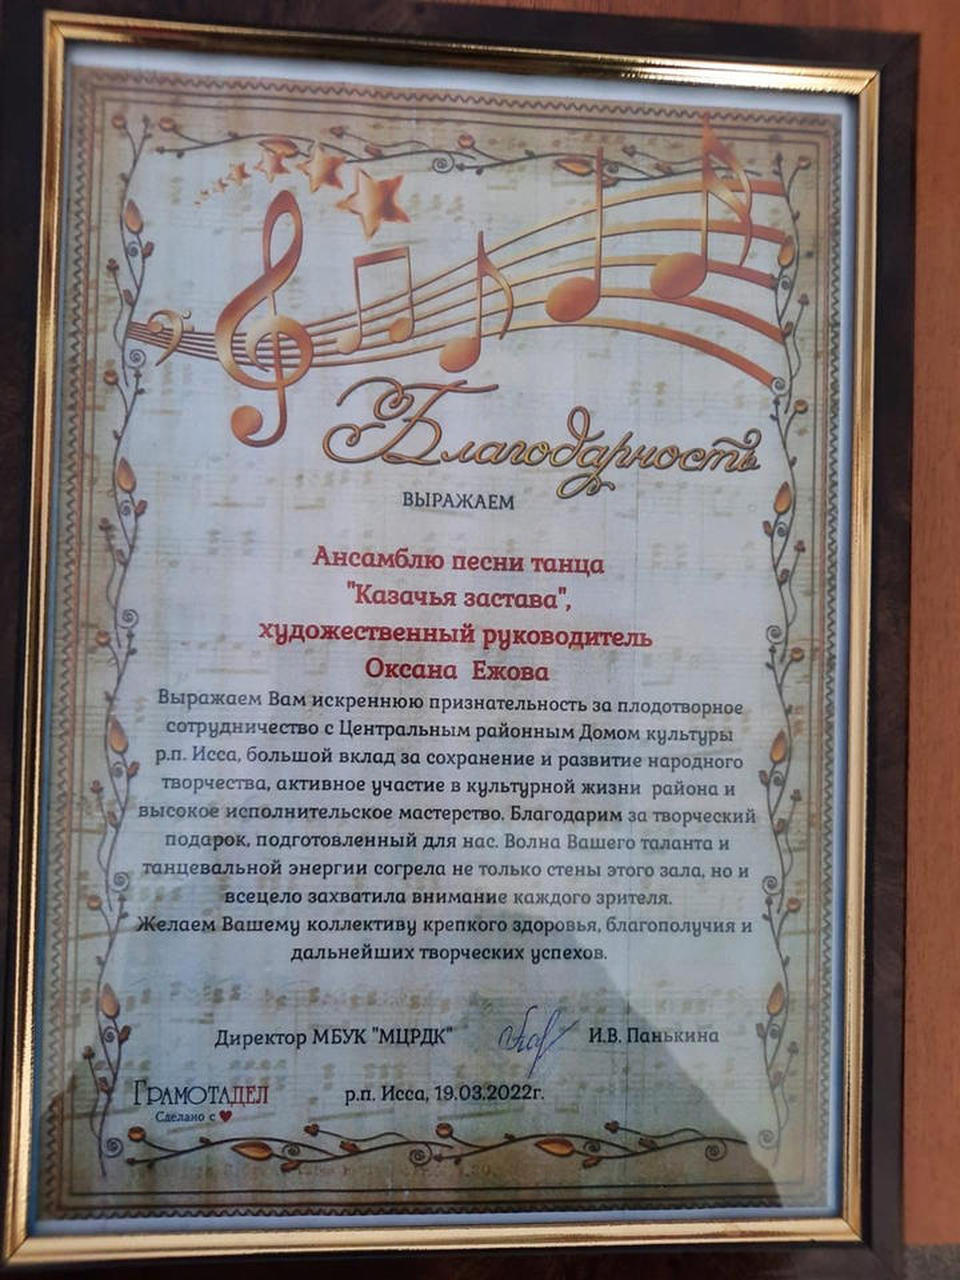 Благодарность
ВЫРАЖАЕМ
Ансамблю песни танца
"Казачья застава",
художественный руководитель
Оксана Ежова
Выражаем Вам искреннюю признательность за плодотворное
сотрудничество с Центральным районным Домом культуры
р.п. Исса, большой вклад за сохранение и развитие народного
творчества, активное участие в культурной жизни района и
высокое исполнительское мастерство. Благодарим за творческий
подарок, подготовленный для нас. Волна Вашего таланта и
танцевальной энергии согрела не только стены этого зала, но и
всецело захватила внимание каждого зрителя.
Желаем Вашему коллективу крепкого здоровья, благополучия и
дальнейших творческих успехов.
Директор МБУК "МЦРДК" И.В. Панькина
ГРАМОТАДЕЛ
Сделано с ❤
р.п. Исса, 19.03.2022г.